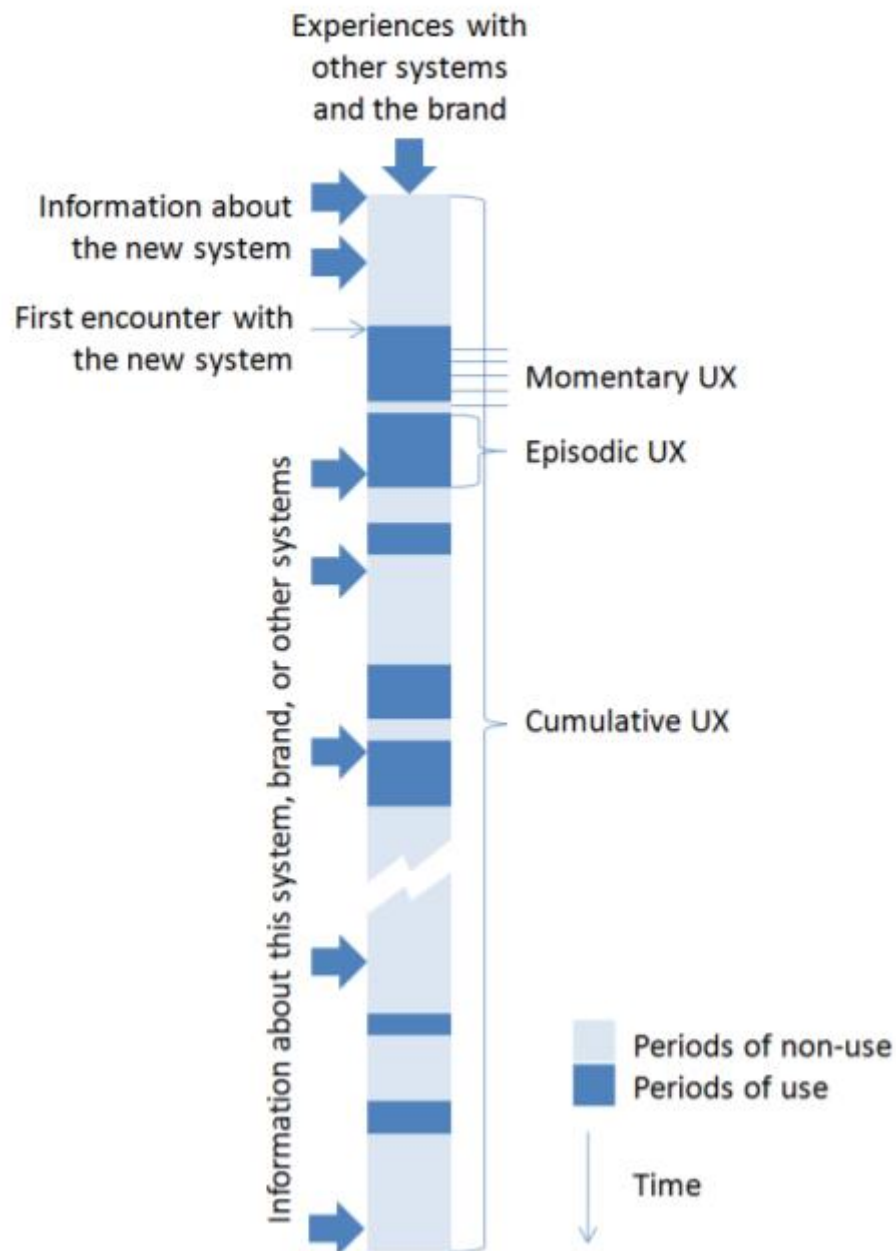 Experiences with
other systems
and the brand
Information about
the new system
First encounter with
the new system
Momentary UX
Episodic UX
Information about this system, brand, or other systems
Cumulative UX
Periods of non-use
Periods of use
Time